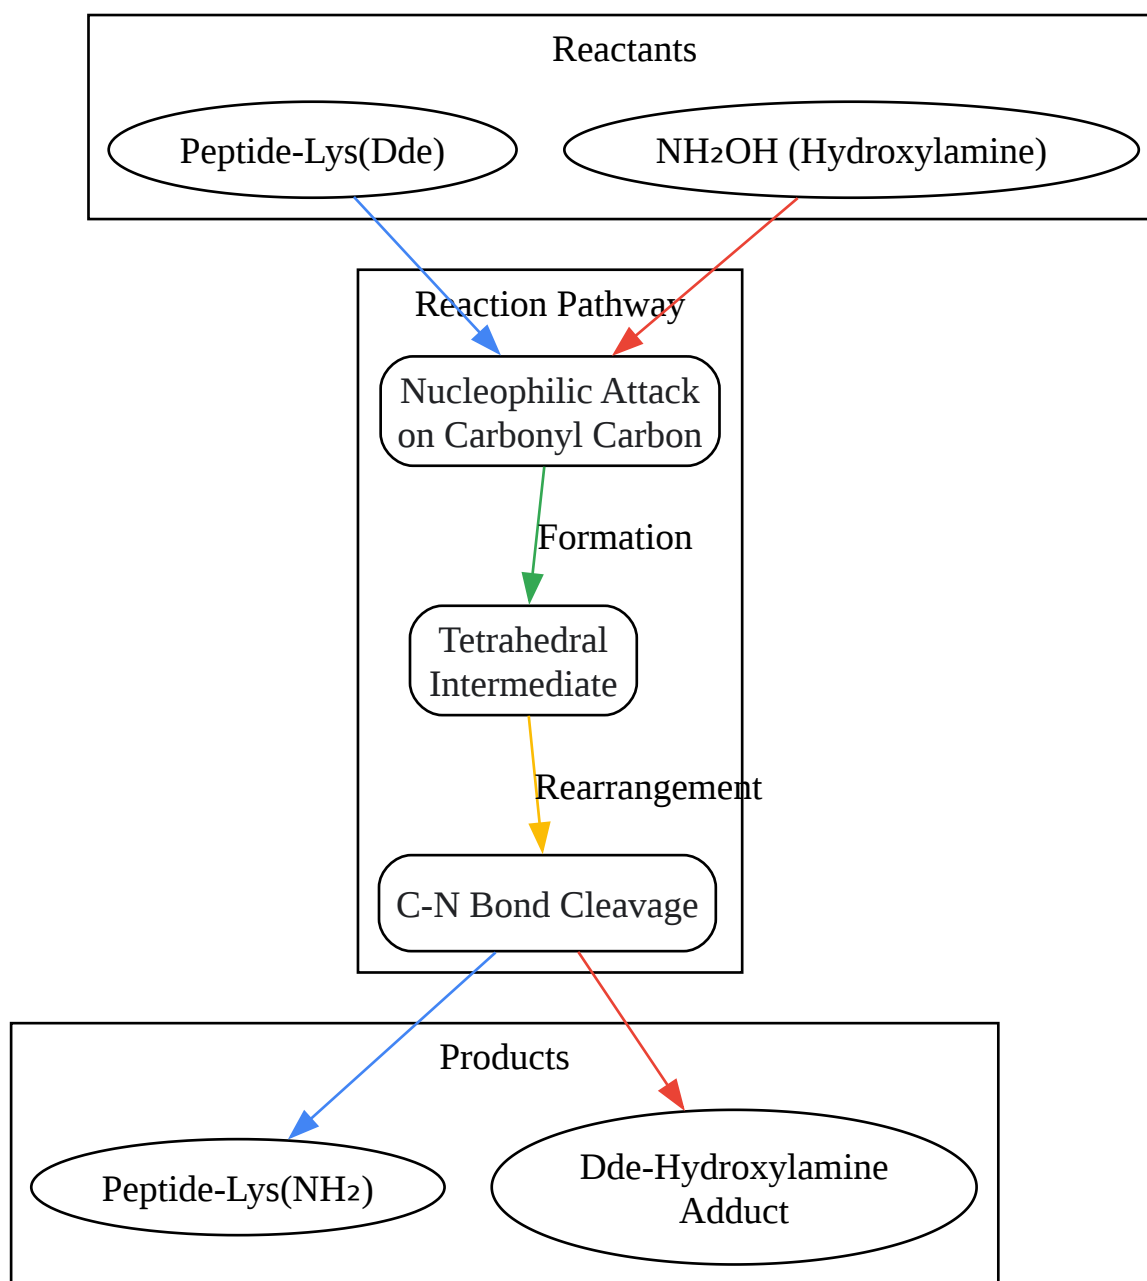 Reactants
Peptide-Lys(Dde)
NH₂OH (Hydroxylamine)
Reaction Pathway
Nucleophilic Attack
on Carbonyl Carbon
Formation
Tetrahedral
Intermediate
Rearrangement
C-N Bond Cleavage
Products
Peptide-Lys(NH₂)
Dde-Hydroxylamine
Adduct